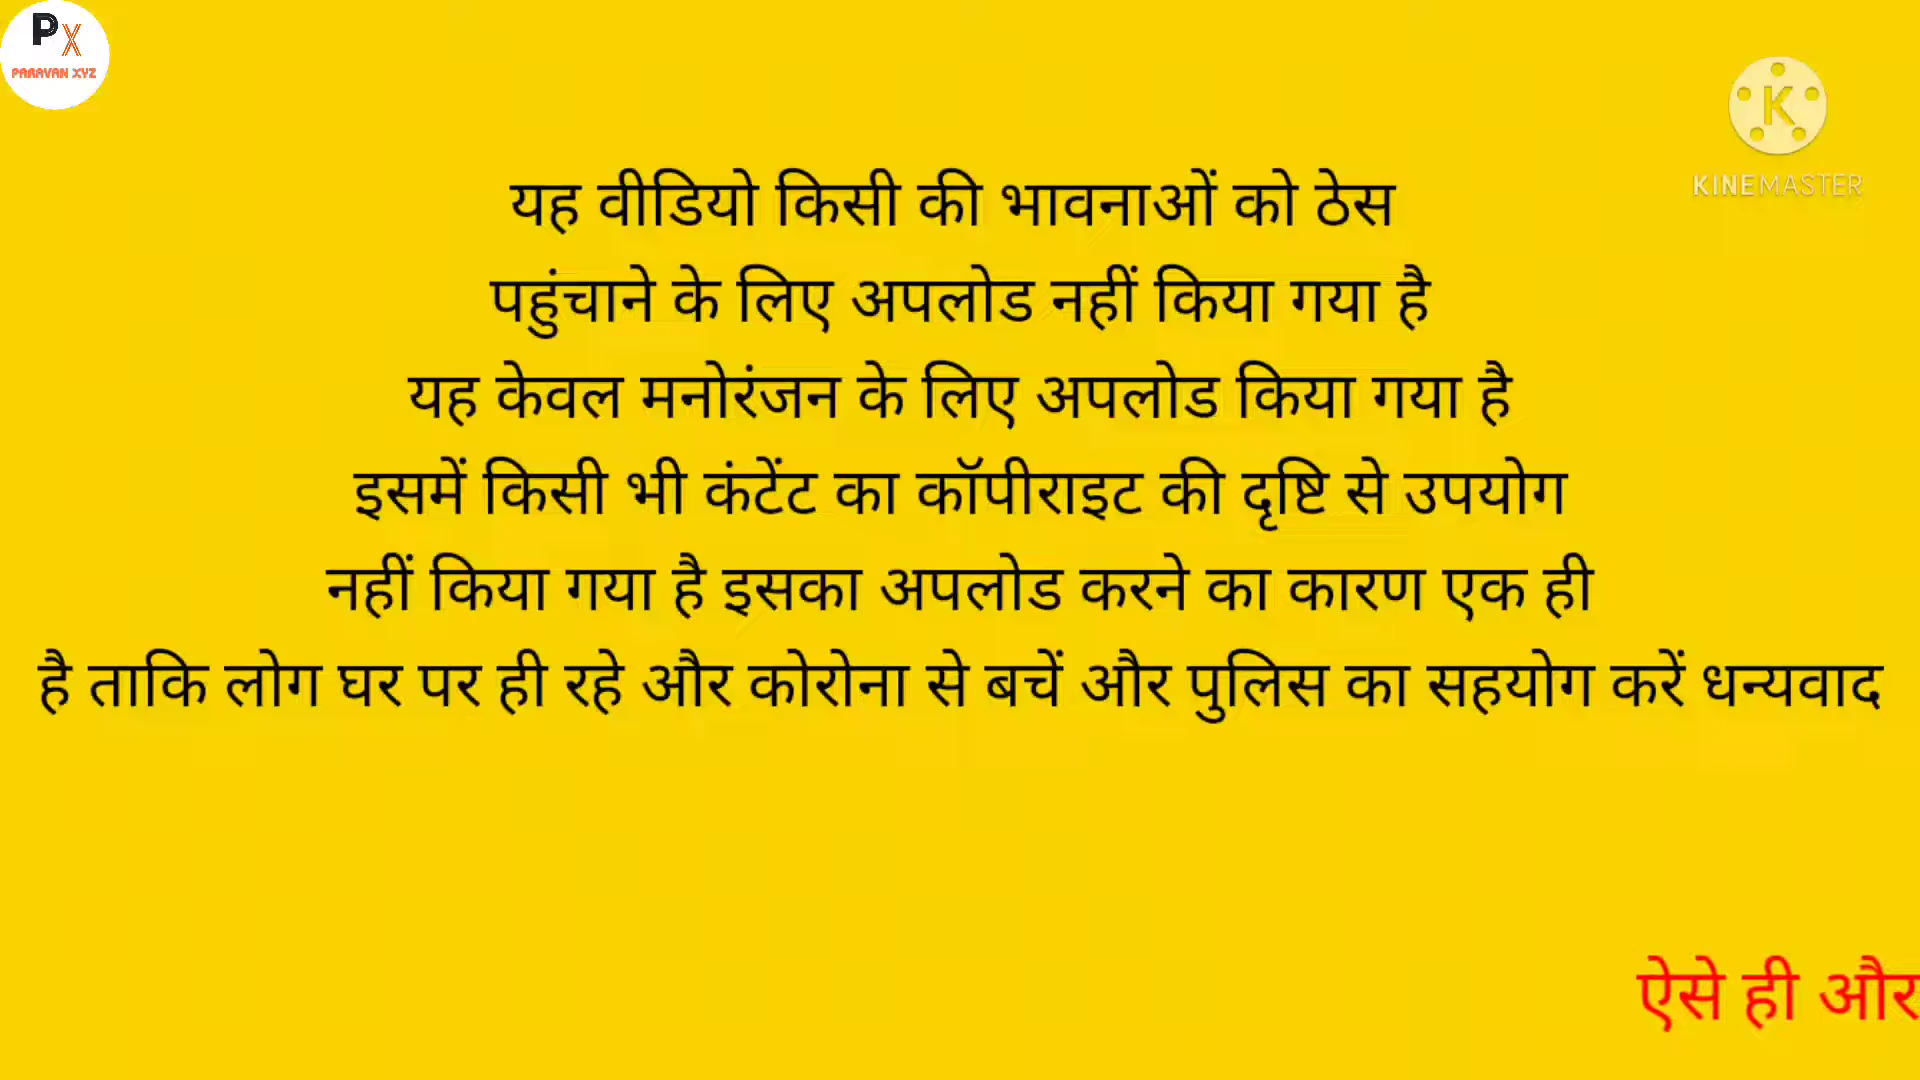 PX
PARAVAN XYZ
K
KINEMASTER
यह वीडियो किसी की भावनाओं को ठेस
पहुंचाने के लिए अपलोड नहीं किया गया है
यह केवल मनोरंजन के लिए अपलोड किया गया है
इसमें किसी भी कंटेंट का कॉपीराइट की दृष्टि से उपयोग
नहीं किया गया है इसका अपलोड करने का कारण एक ही
है ताकि लोग घर पर ही रहे और कोरोना से बचें और पुलिस का सहयोग करें धन्यवाद
ऐसे ही और